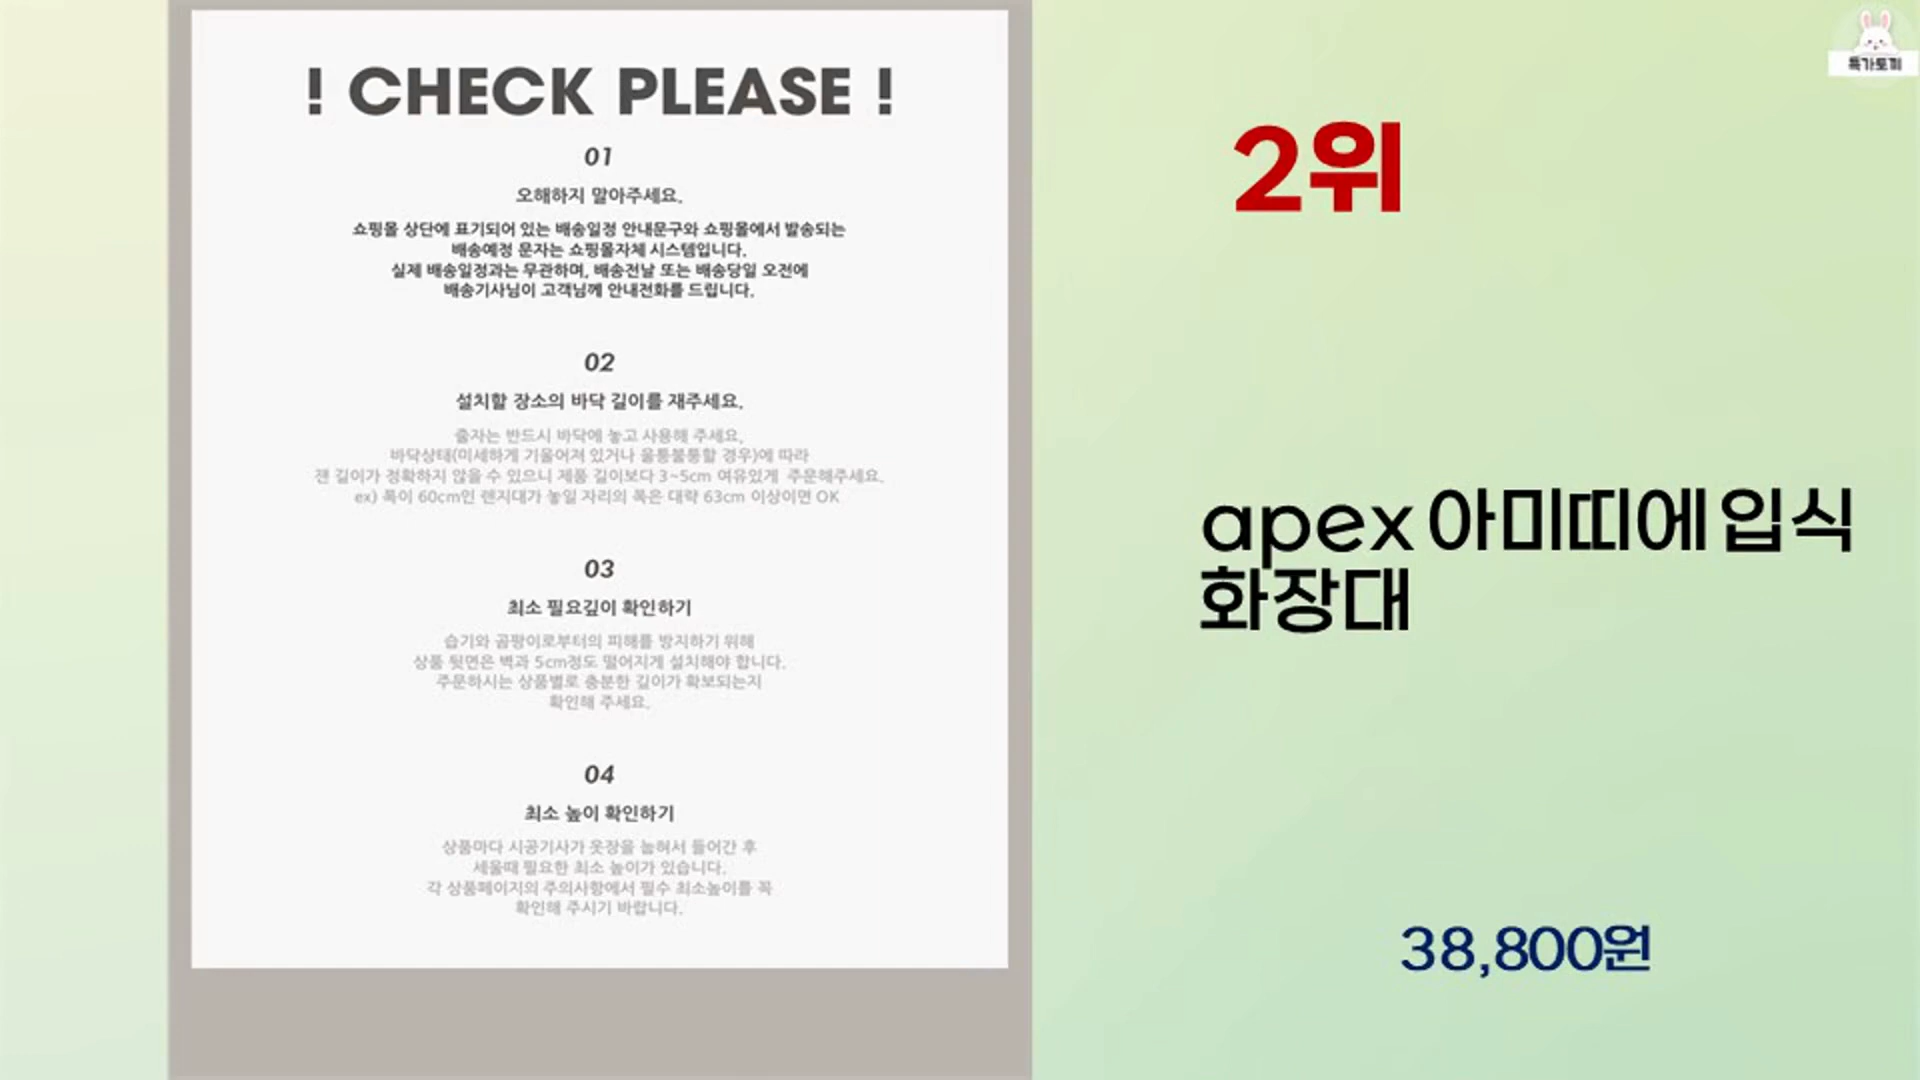 ! CHECK PLEASE !
01
오해하지 말아주세요.
쇼핑몰 상단에 표기되어 있는 배송일정 안내문구와 쇼핑몰에서 발송되는
배송예정 문자는 쇼핑몰자체 시스템입니다.
실제 배송일정과는 무관하며, 배송전날 또는 배송당일 오전에
배송기사님이 고객님께 안내전화를 드립니다.
02
설치할 장소의 바닥 길이를 재주세요.
줄자는 반드시 바닥에 놓고 사용해 주세요,
바닥상태(미세하게 기울어져 있거나 울퉁불퉁할 경우)에 따라
잰 길이가 정확하지 않을 수 있으니 제품 길이보다 3~5cm 여유있게 주문해주세요.
ex) 폭이 60cm인 렌지대가 놓일 자리의 폭은 대략 63cm 이상이면 OK
03
최소 필요깊이 확인하기
습기와 곰팡이로부터의 피해를 방지하기 위해
상품 뒷면은 벽과 5cm정도 떨어지게 설치해야 합니다.
주문하시는 상품별로 충분한 깊이가 확보되는지
확인해 주세요.
04
최소 높이 확인하기
상품마다 시공기사가 옷장을 눕혀서 들어간 후
세울때 필요한 최소 높이가 있습니다.
각 상품페이지의 주의사항에서 필수 최소높이를 꼭
확인해 주시기 바랍니다.
특가토끼
2위
apex 아미띠에 입식
화장대
38,800원